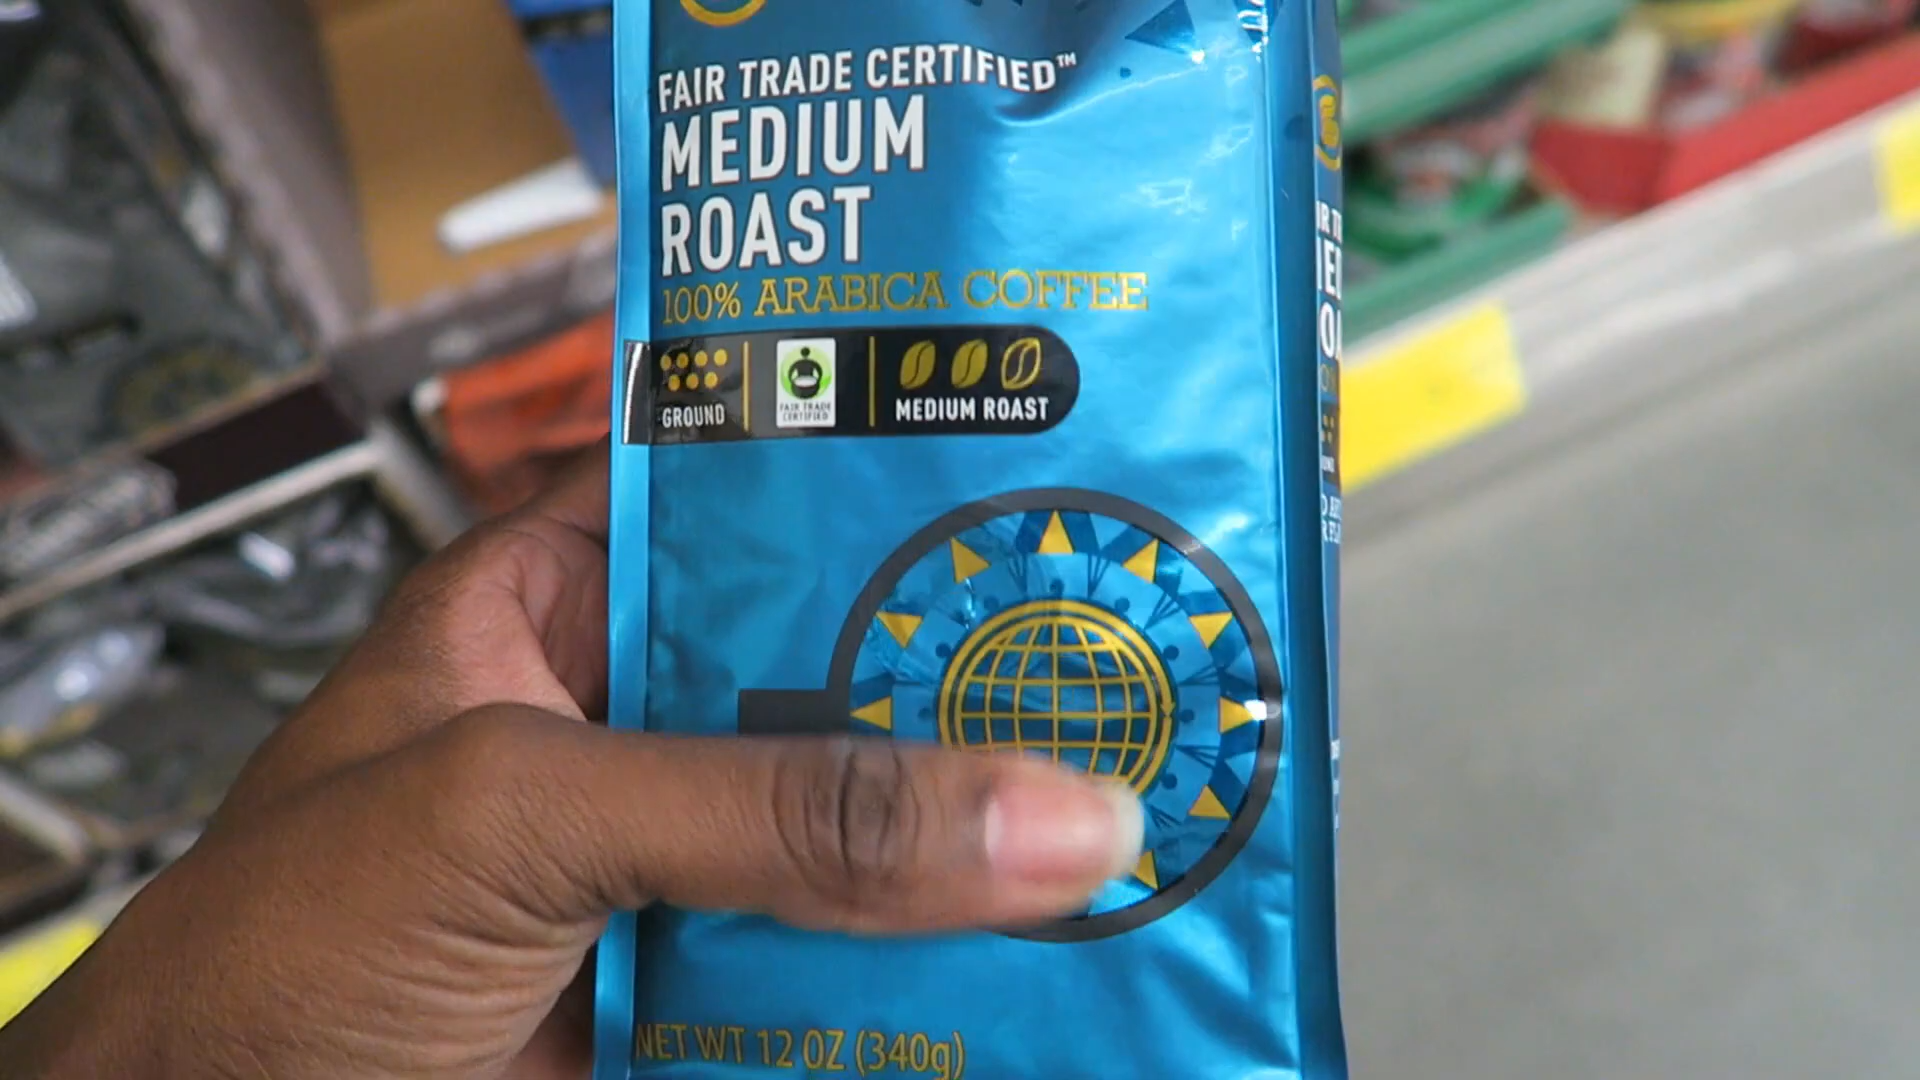 FAIR TRADE CERTIFIED™
MEDIUM
ROAST
100% ARABICA COFFEE
GROUND
FAIR TRADE
CERTIFIED
MEDIUM ROAST
NET WT 12 OZ (340g)